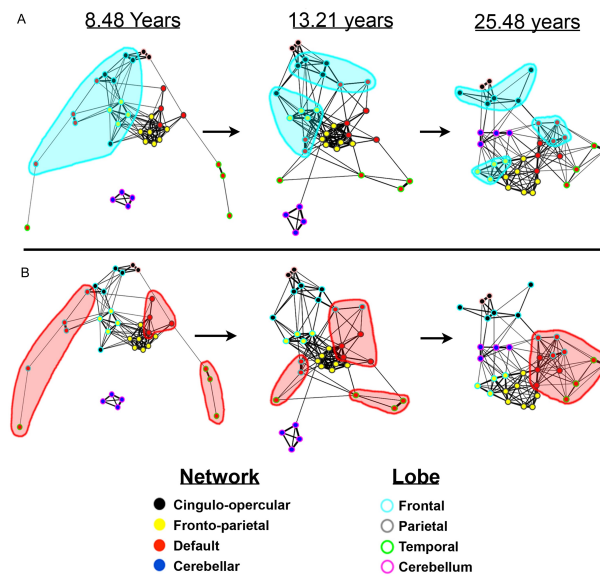 A
8.48 Years
13.21 years
25.48 years
B
Network
Cingulo-opercular
Fronto-parietal
Default
Cerebellar
Lobe
Frontal
Parietal
Temporal
Cerebellum